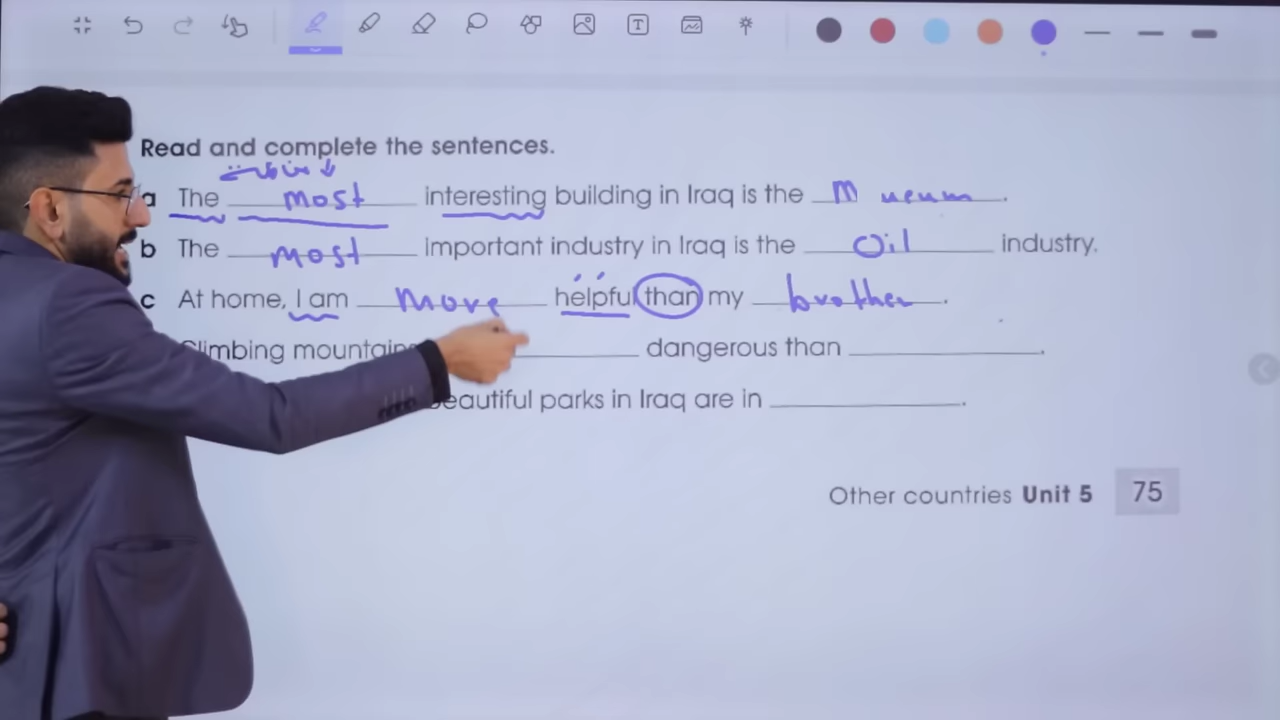 Read and complete the sentences.
a The most interesting building in Iraq is the .
b The most important industry in Iraq is the oil industry.
c At home, I am more helpful than my brother .
Climbing mountains dangerous than .
beautiful parks in Iraq are in .
Other countries Unit 5 75